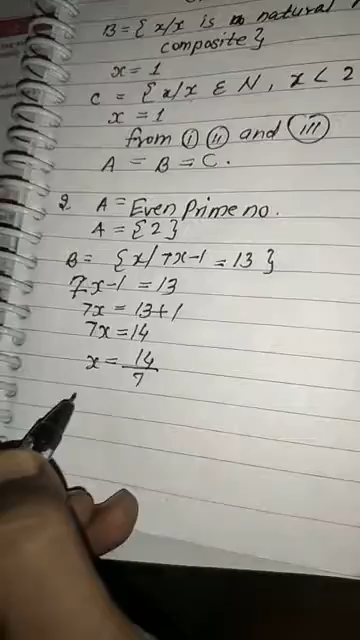 B = {x/x is natural
composite}
x = 1
C = {x/x ∈ N, x < 2
x = 1
from (i) (ii) and (iii)
A = B = C.
2. A = Even Prime no.
A = {2}
B = {x/7x-1 = 13}
7x-1 = 13
7x = 13+1
7x = 14
x = 14/7